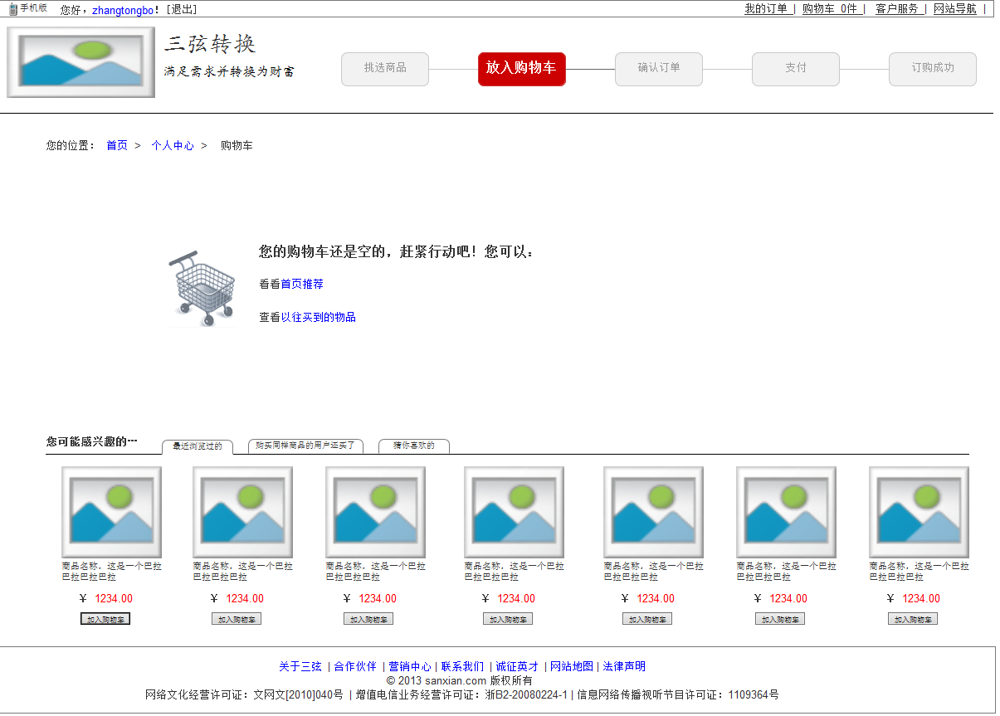 手机版 您好，zhangtongbo！[退出] 我的订单 | 购物车 0件 | 客户服务 | 网站导航 |
三弦转换
满足需求并转换为财富
挑选商品 放入购物车 确认订单 支付 订购成功
您的位置： 首页 > 个人中心 > 购物车
您的购物车还是空的，赶紧行动吧！您可以：
看看首页推荐
查看以往买到的物品
您可能感兴趣的… 最近浏览过的 购买同样商品的用户还买了 猜你喜欢的
商品名称，这是一个巴拉 商品名称，这是一个巴拉 商品名称，这是一个巴拉 商品名称，这是一个巴拉 商品名称，这是一个巴拉 商品名称，这是一个巴拉 商品名称，这是一个巴拉
巴拉巴拉巴拉 巴拉巴拉巴拉 巴拉巴拉巴拉 巴拉巴拉巴拉 巴拉巴拉巴拉 巴拉巴拉巴拉 巴拉巴拉巴拉
￥ 1234.00 ￥ 1234.00 ￥ 1234.00 ￥ 1234.00 ￥ 1234.00 ￥ 1234.00 ￥ 1234.00
加入购物车 加入购物车 加入购物车 加入购物车 加入购物车 加入购物车 加入购物车
关于三弦 | 合作伙伴 | 营销中心 | 联系我们 | 诚征英才 | 网站地图 | 法律声明
© 2013 sanxian.com 版权所有
网络文化经营许可证：文网文[2010]040号 | 增值电信业务经营许可证：浙B2-20080224-1 | 信息网络传播视听节目许可证：1109364号